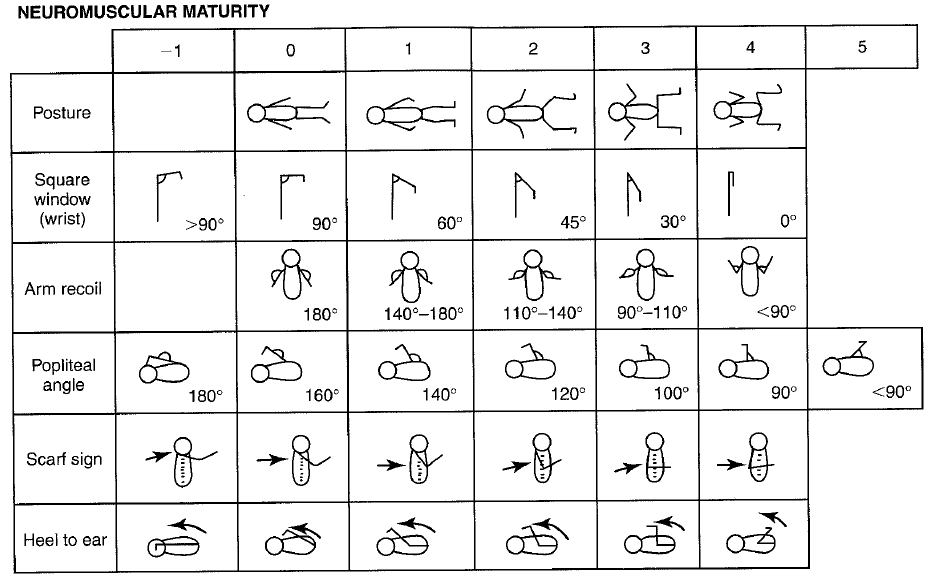 NEUROMUSCULAR MATURITY
−1 0 1 2 3 4 5
Posture
Square
window
(wrist)
>90° 90° 60° 45° 30° 0°
Arm recoil
180° 140°–180° 110°–140° 90°–110° <90°
Popliteal
angle
180° 160° 140° 120° 100° 90° <90°
Scarf sign
Heel to ear